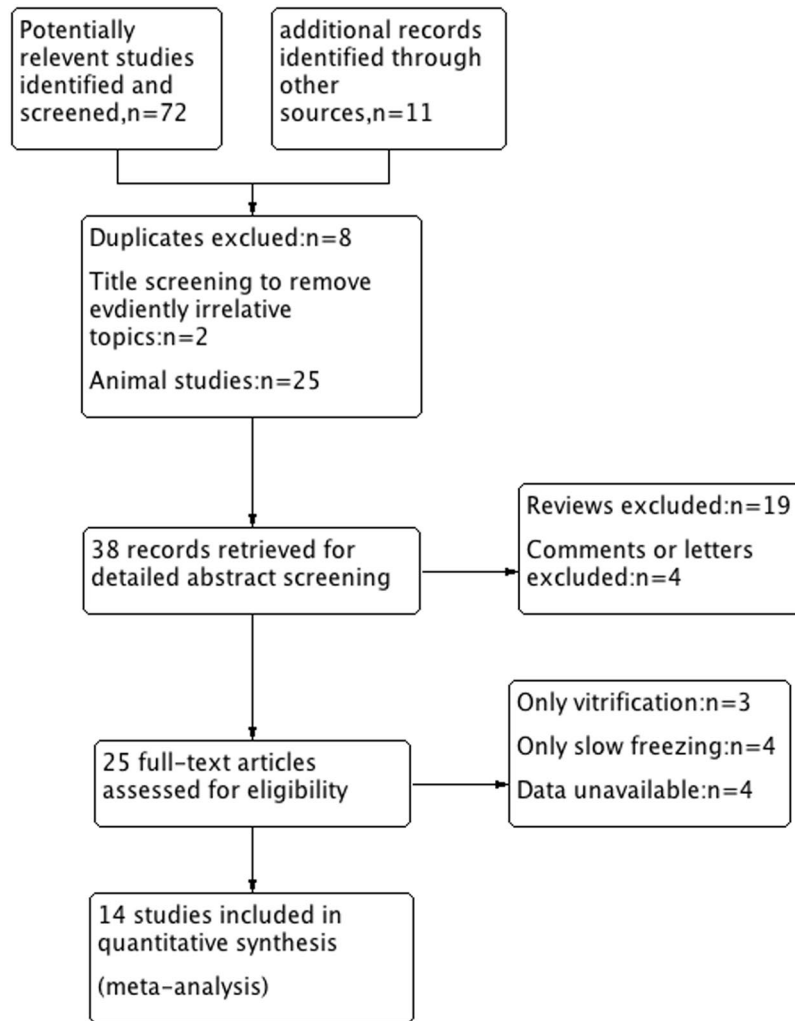 Potentially
relevent studies
identified and
screened,n=72
additional records
identified through
other
sources,n=11
Duplicates exclued:n=8
Title screening to remove
evdiently irrelative
topics:n=2
Animal studies:n=25
38 records retrieved for
detailed abstract screening
Reviews excluded:n=19
Comments or letters
excluded:n=4
25 full-text articles
assessed for eligibility
Only vitrification:n=3
Only slow freezing:n=4
Data unavailable:n=4
14 studies included in
quantitative synthesis
(meta-analysis)